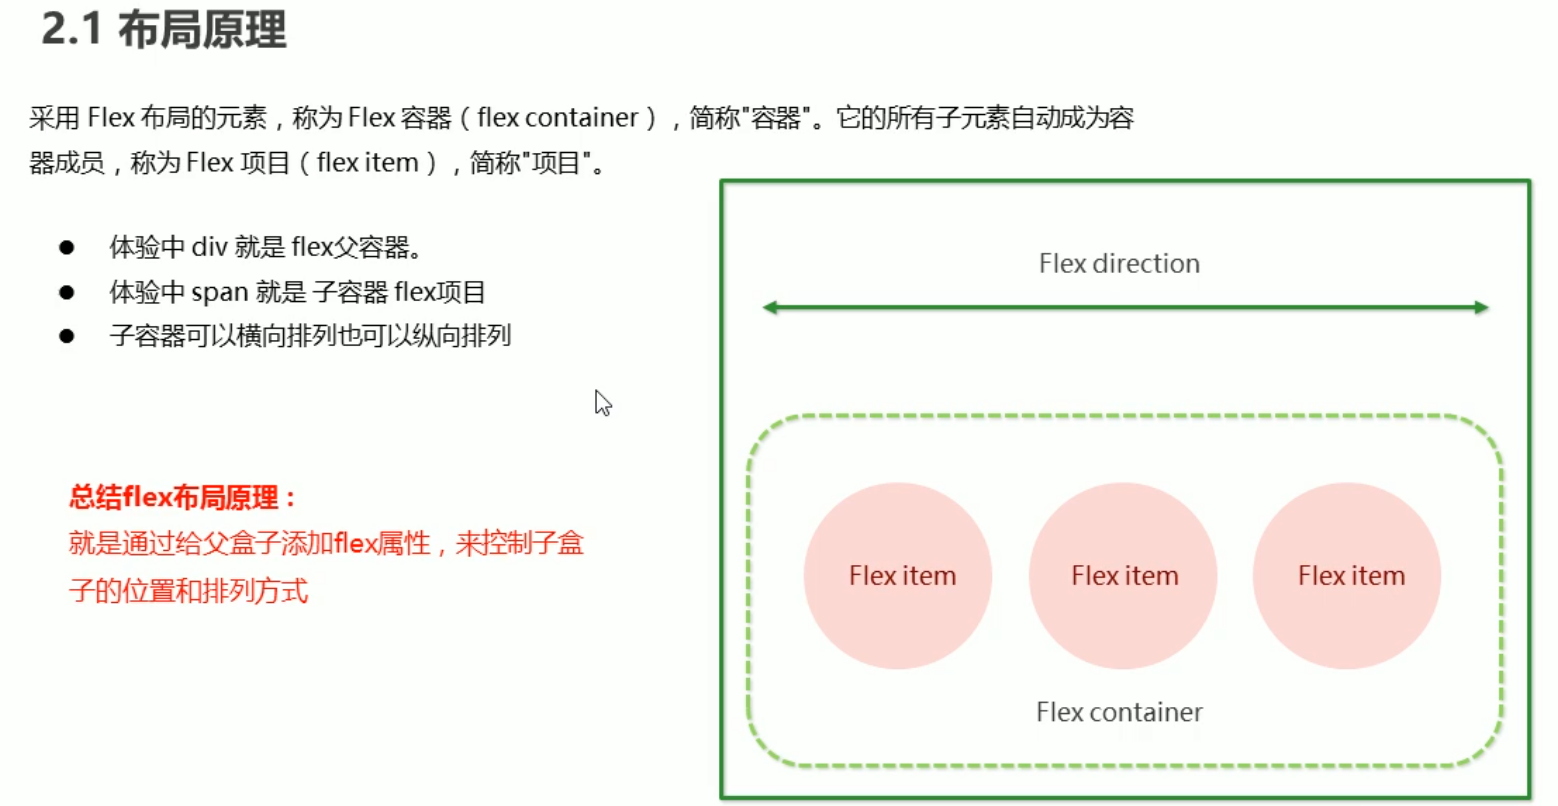 2.1 布局原理
采用 Flex 布局的元素，称为 Flex 容器（flex container），简称"容器"。它的所有子元素自动成为容
器成员，称为 Flex 项目（flex item），简称"项目"。
● 体验中 div 就是 flex父容器。
● 体验中 span 就是 子容器 flex项目
● 子容器可以横向排列也可以纵向排列
总结flex布局原理：
就是通过给父盒子添加flex属性，来控制子盒
子的位置和排列方式
Flex direction
Flex item Flex item Flex item
Flex container